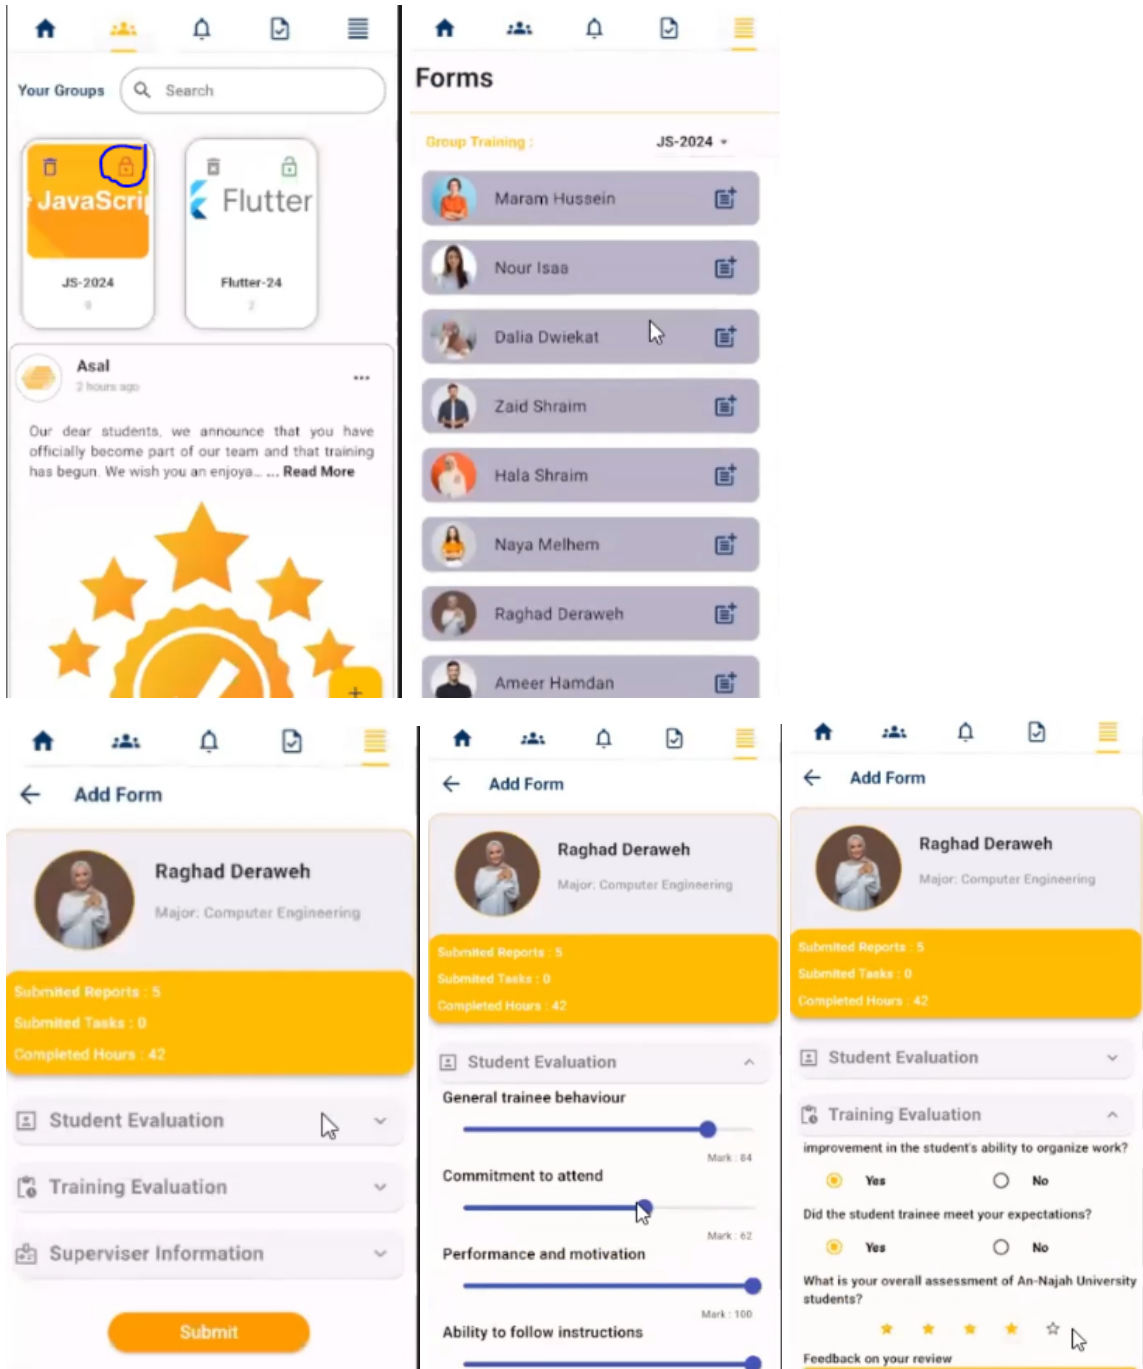 Your Groups
Search
JavaScrip
Flutter
JS-2024
9
Flutter-24
2
Asal
2 hours ago
Our dear students, we announce that you have
officially become part of our team and that training
has begun. We wish you an enjoya... ... Read More
+
Forms
Group Training :
JS-2024
Maram Hussein
Nour Isaa
Dalia Dwiekat
Zaid Shraim
Hala Shraim
Naya Melhem
Raghad Deraweh
Ameer Hamdan
Add Form
Raghad Deraweh
Major: Computer Engineering
Submited Reports : 5
Submited Tasks : 0
Completed Hours : 42
Student Evaluation
Training Evaluation
Superviser Information
Submit
Add Form
Raghad Deraweh
Major: Computer Engineering
Submited Reports : 5
Submited Tasks : 0
Completed Hours : 42
Student Evaluation
General trainee behaviour
Mark : 84
Commitment to attend
Mark : 62
Performance and motivation
Mark : 100
Ability to follow instructions
Add Form
Raghad Deraweh
Major: Computer Engineering
Submited Reports : 5
Submited Tasks : 0
Completed Hours : 42
Student Evaluation
Training Evaluation
improvement in the student's ability to organize work?
Yes No
Did the student trainee meet your expectations?
Yes No
What is your overall assessment of An-Najah University
students?
Feedback on your review